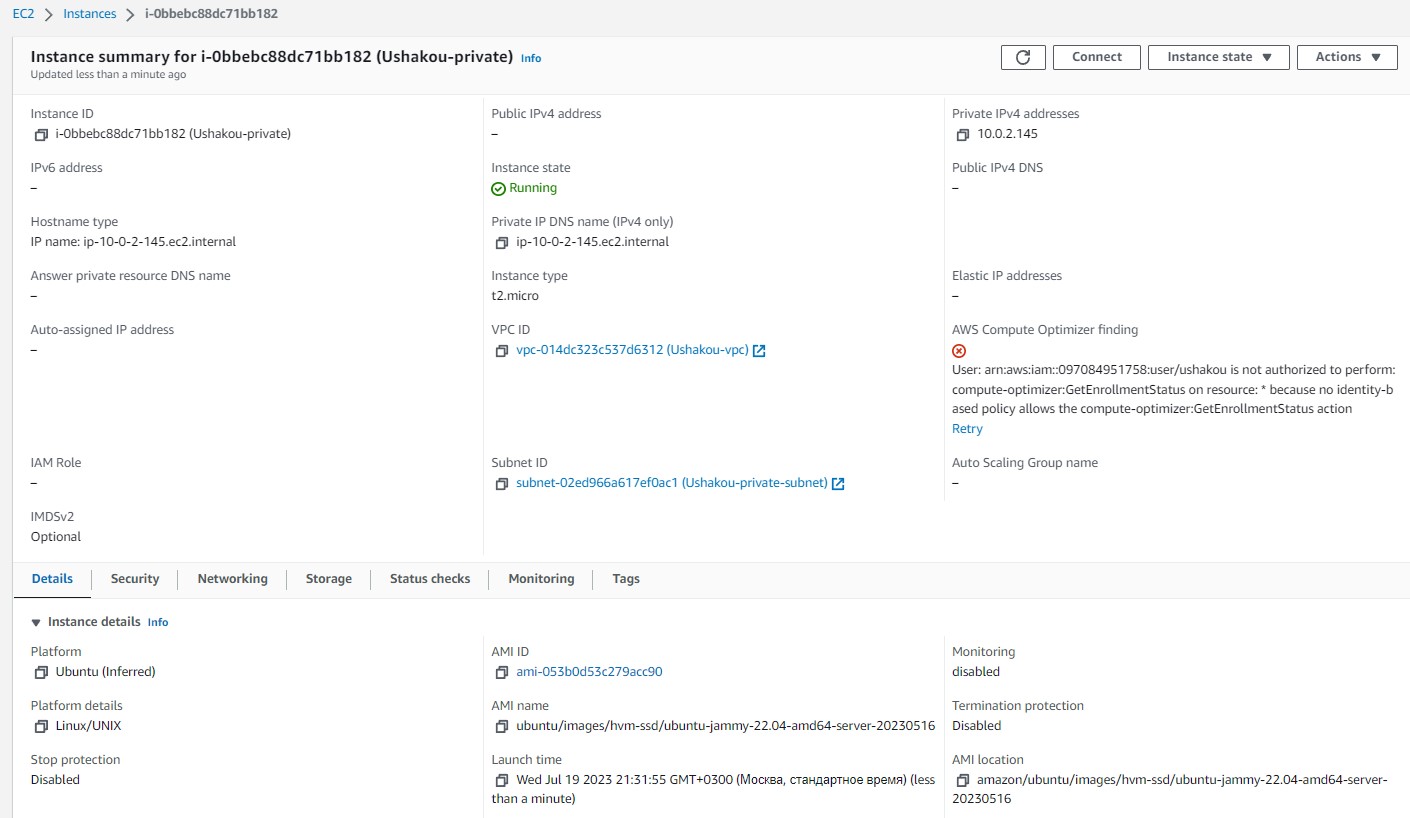 EC2 > Instances > i-0bbebc88dc71bb182
Instance summary for i-0bbebc88dc71bb182 (Ushakou-private) Info
Updated less than a minute ago
Connect
Instance state
Actions
Instance ID
i-0bbebc88dc71bb182 (Ushakou-private)
Public IPv4 address
–
Private IPv4 addresses
10.0.2.145
IPv6 address
–
Instance state
Running
Public IPv4 DNS
–
Hostname type
IP name: ip-10-0-2-145.ec2.internal
Private IP DNS name (IPv4 only)
ip-10-0-2-145.ec2.internal
Answer private resource DNS name
–
Instance type
t2.micro
Elastic IP addresses
–
Auto-assigned IP address
–
VPC ID
vpc-014dc323c537d6312 (Ushakou-vpc)
AWS Compute Optimizer finding
User: arn:aws:iam::097084951758:user/ushakou is not authorized to perform:
compute-optimizer:GetEnrollmentStatus on resource: * because no identity-b
ased policy allows the compute-optimizer:GetEnrollmentStatus action
Retry
IAM Role
–
Subnet ID
subnet-02ed966a617ef0ac1 (Ushakou-private-subnet)
Auto Scaling Group name
–
IMDSv2
Optional
Details
Security
Networking
Storage
Status checks
Monitoring
Tags
Instance details Info
Platform
Ubuntu (Inferred)
AMI ID
ami-053b0d53c279acc90
Monitoring
disabled
Platform details
Linux/UNIX
AMI name
ubuntu/images/hvm-ssd/ubuntu-jammy-22.04-amd64-server-20230516
Termination protection
Disabled
Stop protection
Disabled
Launch time
Wed Jul 19 2023 21:31:55 GMT+0300 (Москва, стандартное время) (less
than a minute)
AMI location
amazon/ubuntu/images/hvm-ssd/ubuntu-jammy-22.04-amd64-server-
20230516